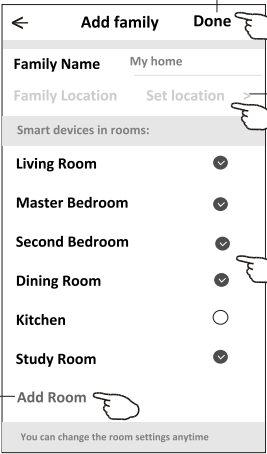 Add family Done
Family Name My home
Family Location Set location >
Smart devices in rooms:
Living Room
Master Bedroom
Second Bedroom
Dining Room
Kitchen
Study Room
Add Room
You can change the room settings anytime